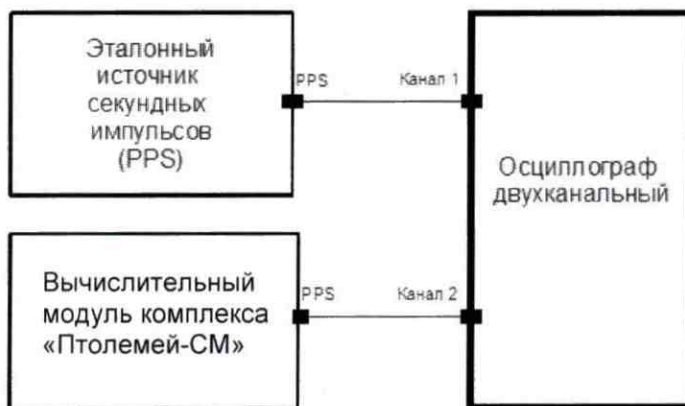 Эталонный
источник
секундных
импульсов
(PPS)
PPS
Канал 1
Осциллограф
двухканальный
Вычислительный
модуль комплекса
«Птолемей-СМ»
PPS
Канал 2